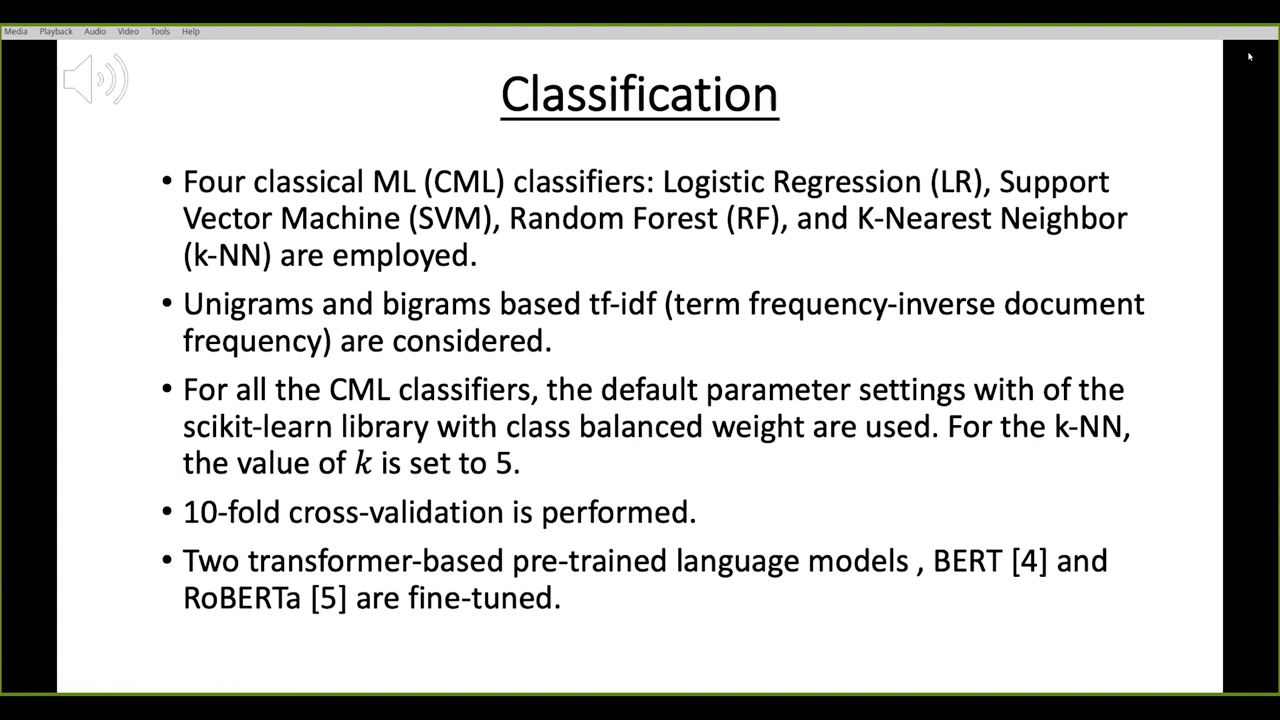 Media Playback Audio Video Tools Help
Classification
• Four classical ML (CML) classifiers: Logistic Regression (LR), Support
Vector Machine (SVM), Random Forest (RF), and K-Nearest Neighbor
(k-NN) are employed.
• Unigrams and bigrams based tf-idf (term frequency-inverse document
frequency) are considered.
• For all the CML classifiers, the default parameter settings with of the
scikit-learn library with class balanced weight are used. For the k-NN,
the value of k is set to 5.
• 10-fold cross-validation is performed.
• Two transformer-based pre-trained language models , BERT [4] and
RoBERTa [5] are fine-tuned.